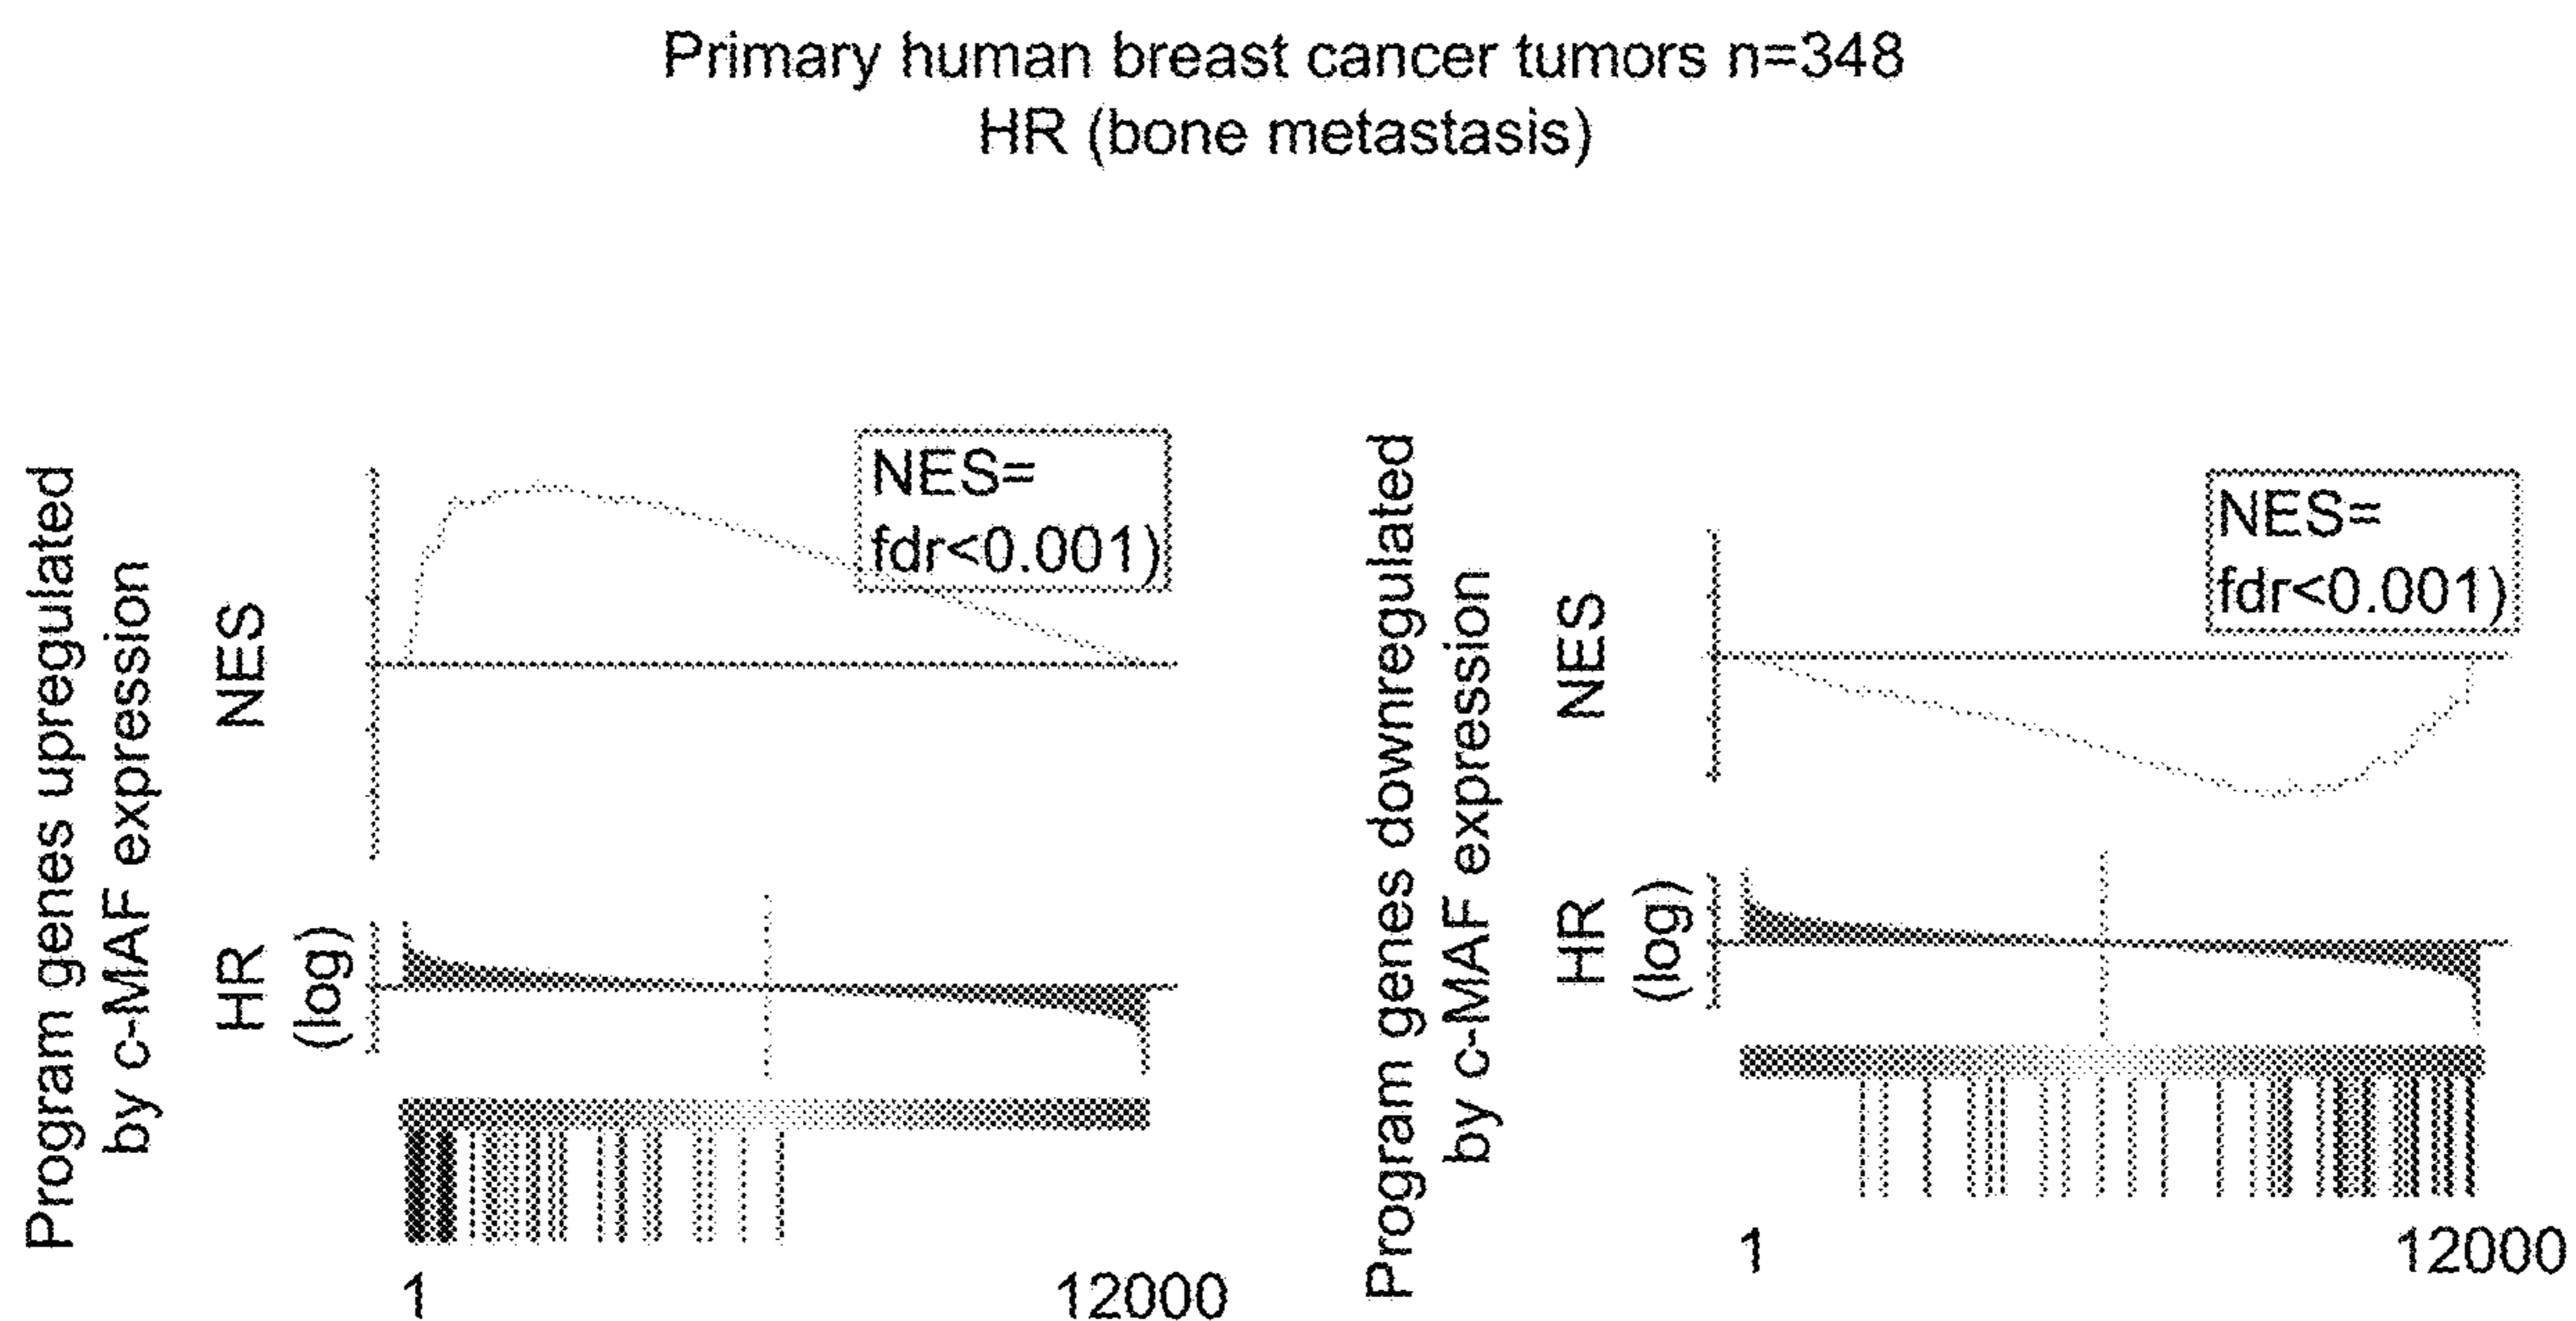 Primary human breast cancer tumors n=348
HR (bone metastasis)
Program genes upregulated
by c-MAF expression
NES
NES=
fdr<0.001)
HR
(log)
1
12000
Program genes downregulated
by c-MAF expression
NES
NES=
fdr<0.001)
HR
(log)
1
12000